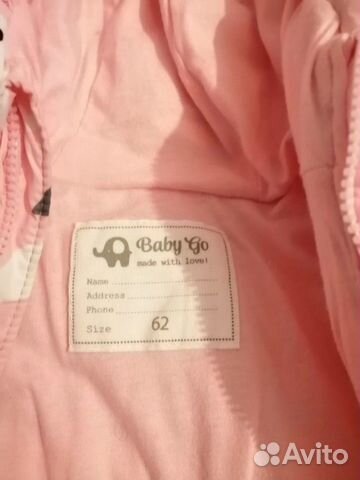 Baby Go
made with love!
Name
Address
Phone
Size 62
Avito